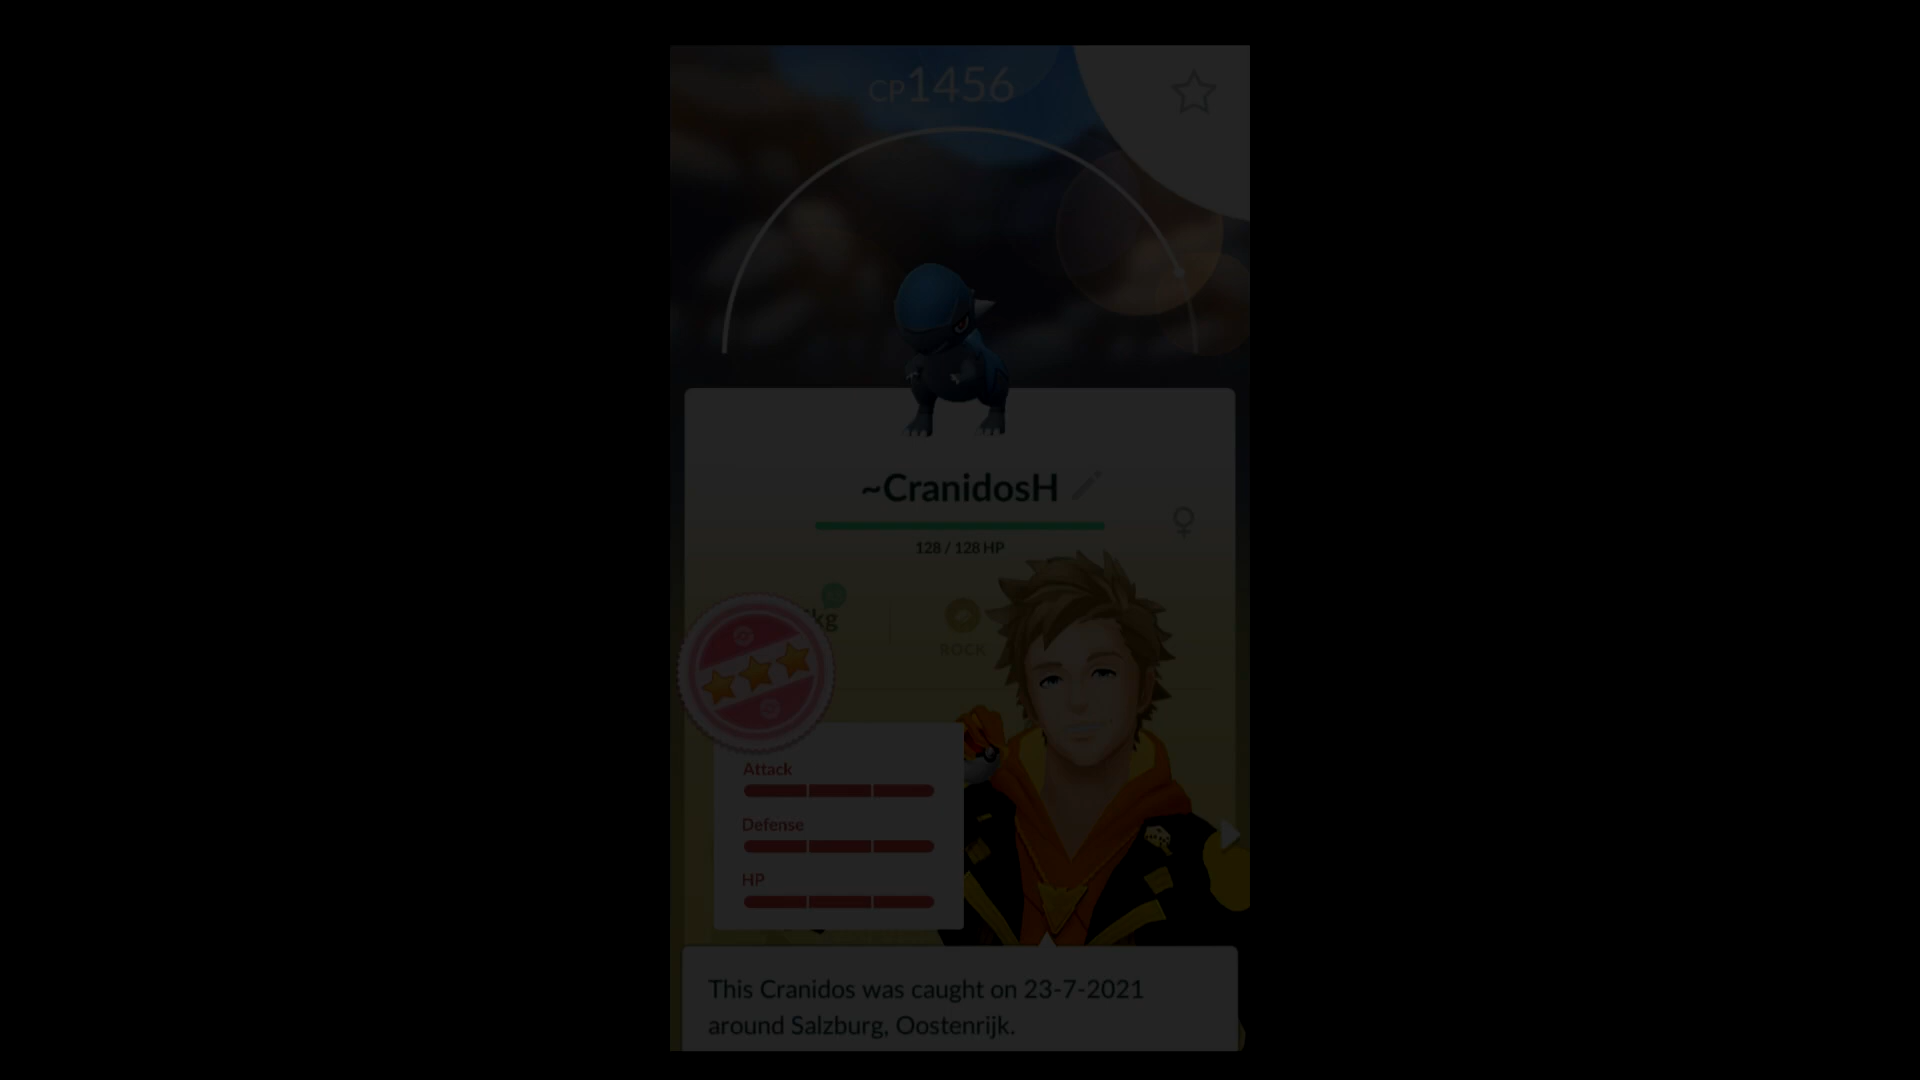 CP1456
~CranidosH
128 / 128 HP
kg
ROCK
Attack
Defense
HP
This Cranidos was caught on 23-7-2021
around Salzburg, Oostenrijk.